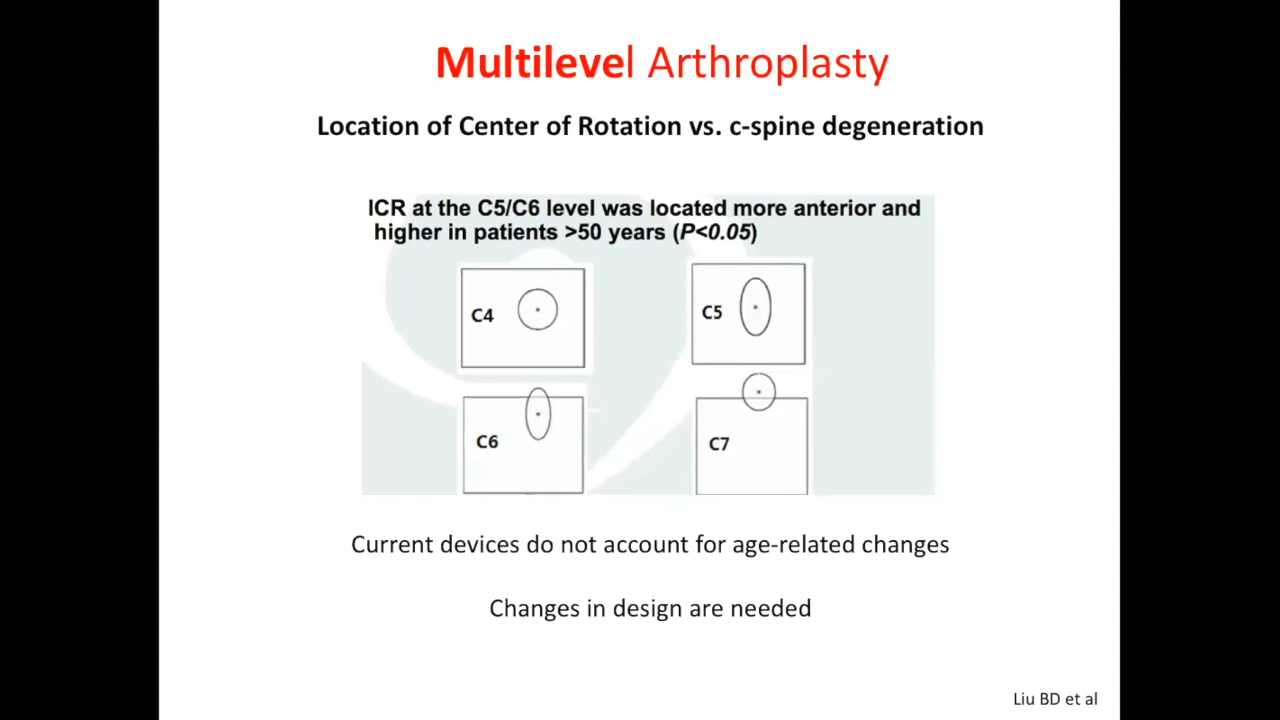 Multilevel Arthroplasty
Location of Center of Rotation vs. c-spine degeneration
ICR at the C5/C6 level was located more anterior and
higher in patients >50 years (P<0.05)
C4
C5
C6
C7
Current devices do not account for age-related changes
Changes in design are needed
Liu BD et al